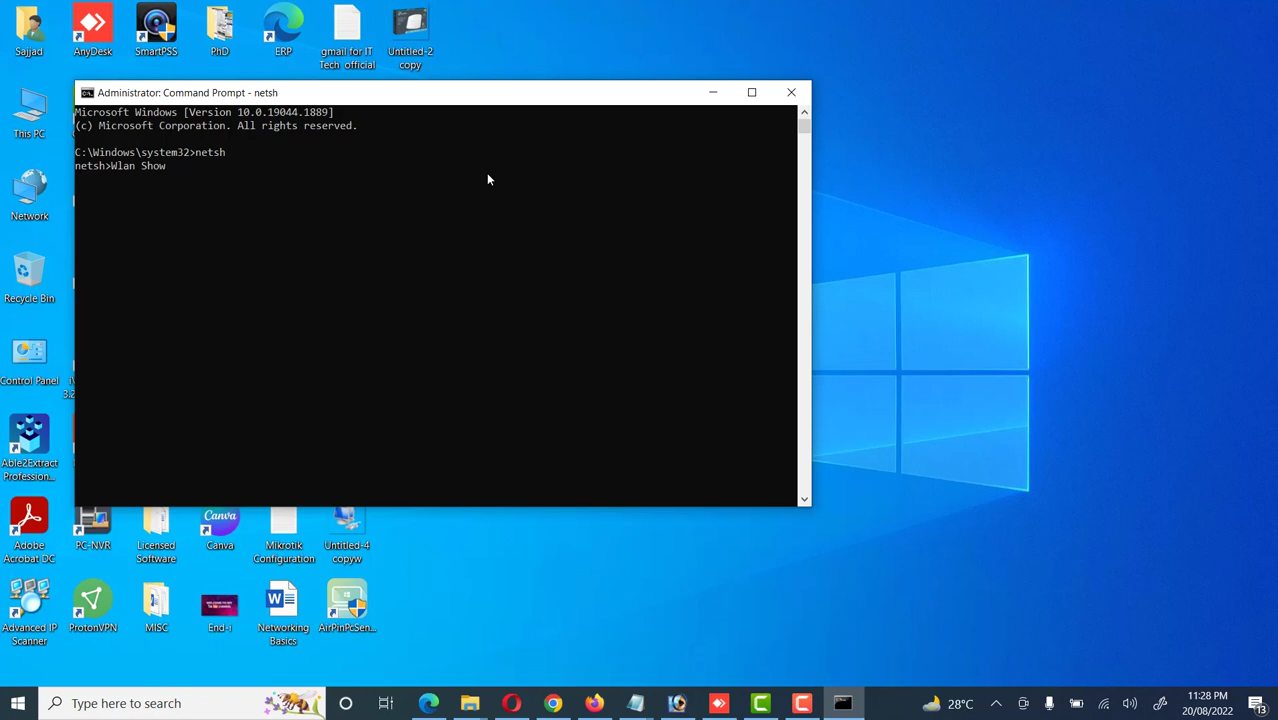 Sajjad
AnyDesk
SmartPSS
PhD
ERP
gmail for IT
Tech official
Untitled-2
copy
Administrator: Command Prompt - netsh
Microsoft Windows [Version 10.0.19044.1889]
(c) Microsoft Corporation. All rights reserved.
C:\Windows\system32>netsh
netsh>Wlan Show
This PC
Network
Recycle Bin
Control Panel
3.2
Able2Extract
Profession...
Adobe
Acrobat DC
PC-NVR
Licensed
Software
Canva
Canva
Mikrotik
Configuration
Untitled-4
copyw
Advanced IP
Scanner
ProtonVPN
MISC
End-i
Networking
Basics
AirPinPcSen...
Type here to search
28°C
11:28 PM
20/08/2022
13